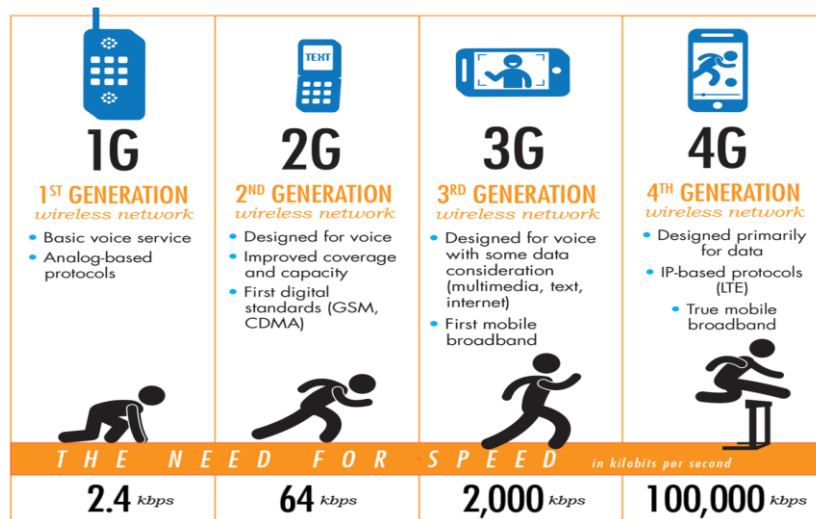 1G
1ST GENERATION
wireless network
• Basic voice service
• Analog-based
protocols
TEXT
2G
2ND GENERATION
wireless network
• Designed for voice
• Improved coverage
and capacity
• First digital
standards (GSM,
CDMA)
3G
3RD GENERATION
wireless network
• Designed for voice
with some data
consideration
(multimedia, text,
internet)
• First mobile
broadband
4G
4TH GENERATION
wireless network
• Designed primarily
for data
• IP-based protocols
(LTE)
• True mobile
broadband
THE NEED FOR SPEED in kilobits per second
2.4 kbps
64 kbps
2,000 kbps
100,000 kbps